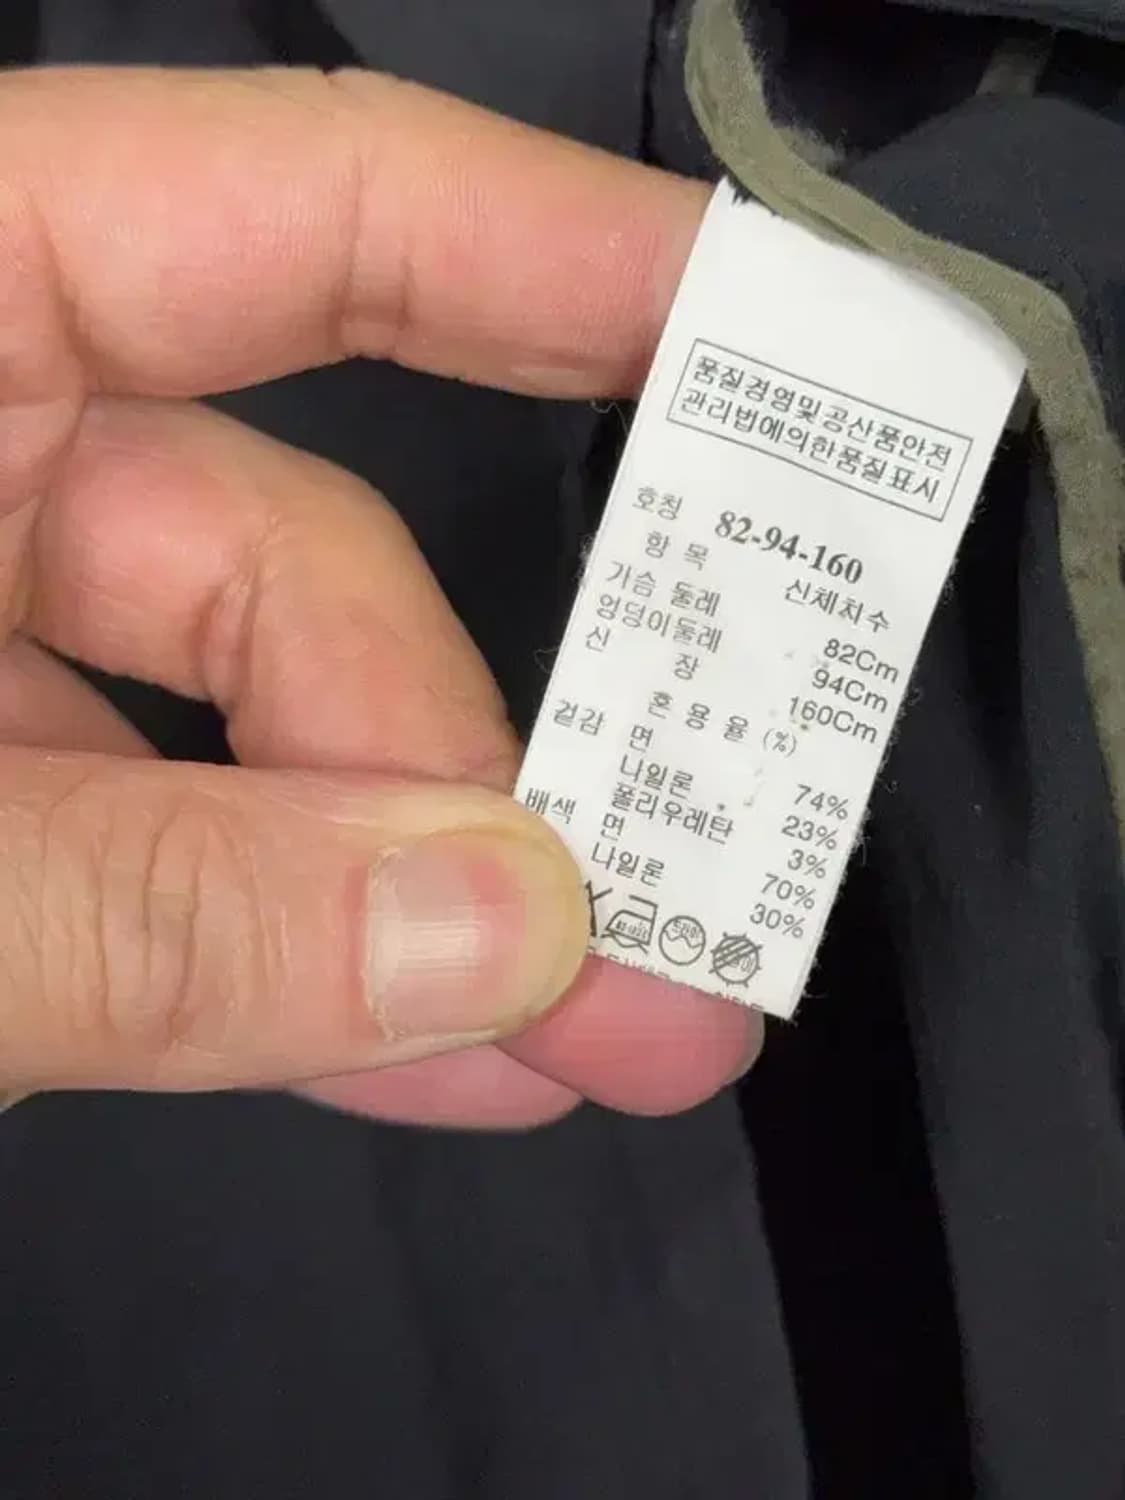 품질경영및공산품안전
관리법에의한품질표시
호칭 82-94-160
항 목 신체치수
가슴 둘레 82Cm
엉덩이둘레 94Cm
신 장 160Cm
혼 용 율 (%)
겉감 면 74%
나일론 23%
폴리우레탄 3%
배색 면 70%
나일론 30%
드라이